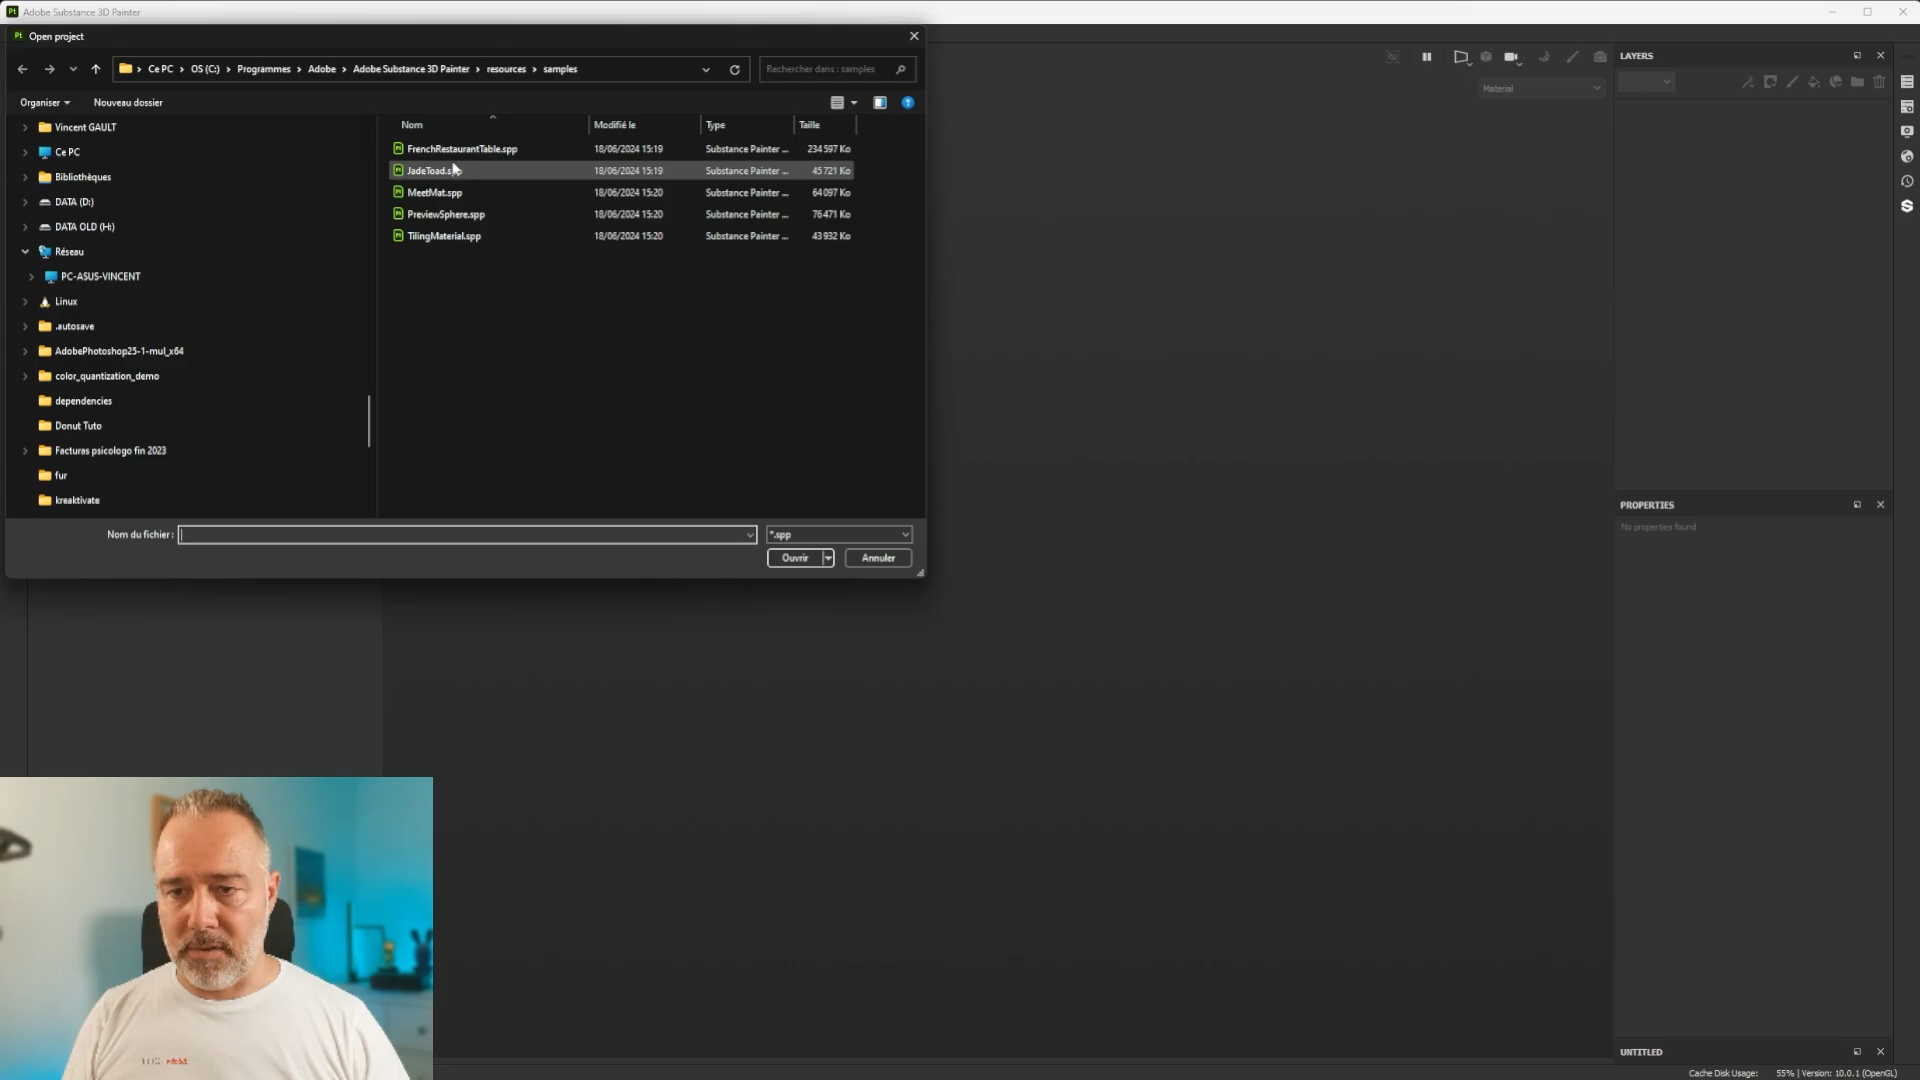 Adobe Substance 3D Painter
Open project
Ce PC
OS (C:)
Programmes
Adobe
Adobe Substance 3D Painter
resources
samples
Rechercher dans : samples
Organiser
Nouveau dossier
Vincent GAULT
Ce PC
Bibliothèques
DATA (D:)
DATA OLD (H:)
Réseau
PC-ASUS-VINCENT
Linux
.autosave
AdobePhotoshop25-1-mul_x64
color_quantization_demo
dependencies
Donut Tuto
Facturas psicologo fin 2023
fur
kreaktivate
Nom Modifié le Type Taille
FrenchRestaurantTable.spp 18/06/2024 15:19 Substance Painter ... 234 597 Ko
JadeToad.spp 18/06/2024 15:19 Substance Painter ... 45 721 Ko
MeetMat.spp 18/06/2024 15:20 Substance Painter ... 64 097 Ko
PreviewSphere.spp 18/06/2024 15:20 Substance Painter ... 76 471 Ko
TilingMaterial.spp 18/06/2024 15:20 Substance Painter ... 43 932 Ko
Nom du fichier :
*.spp
Ouvrir
Annuler
Material
LAYERS
PROPERTIES
No properties found
UNTITLED
Cache Disk Usage: 55% | Version: 10.0.1 (OpenGL)